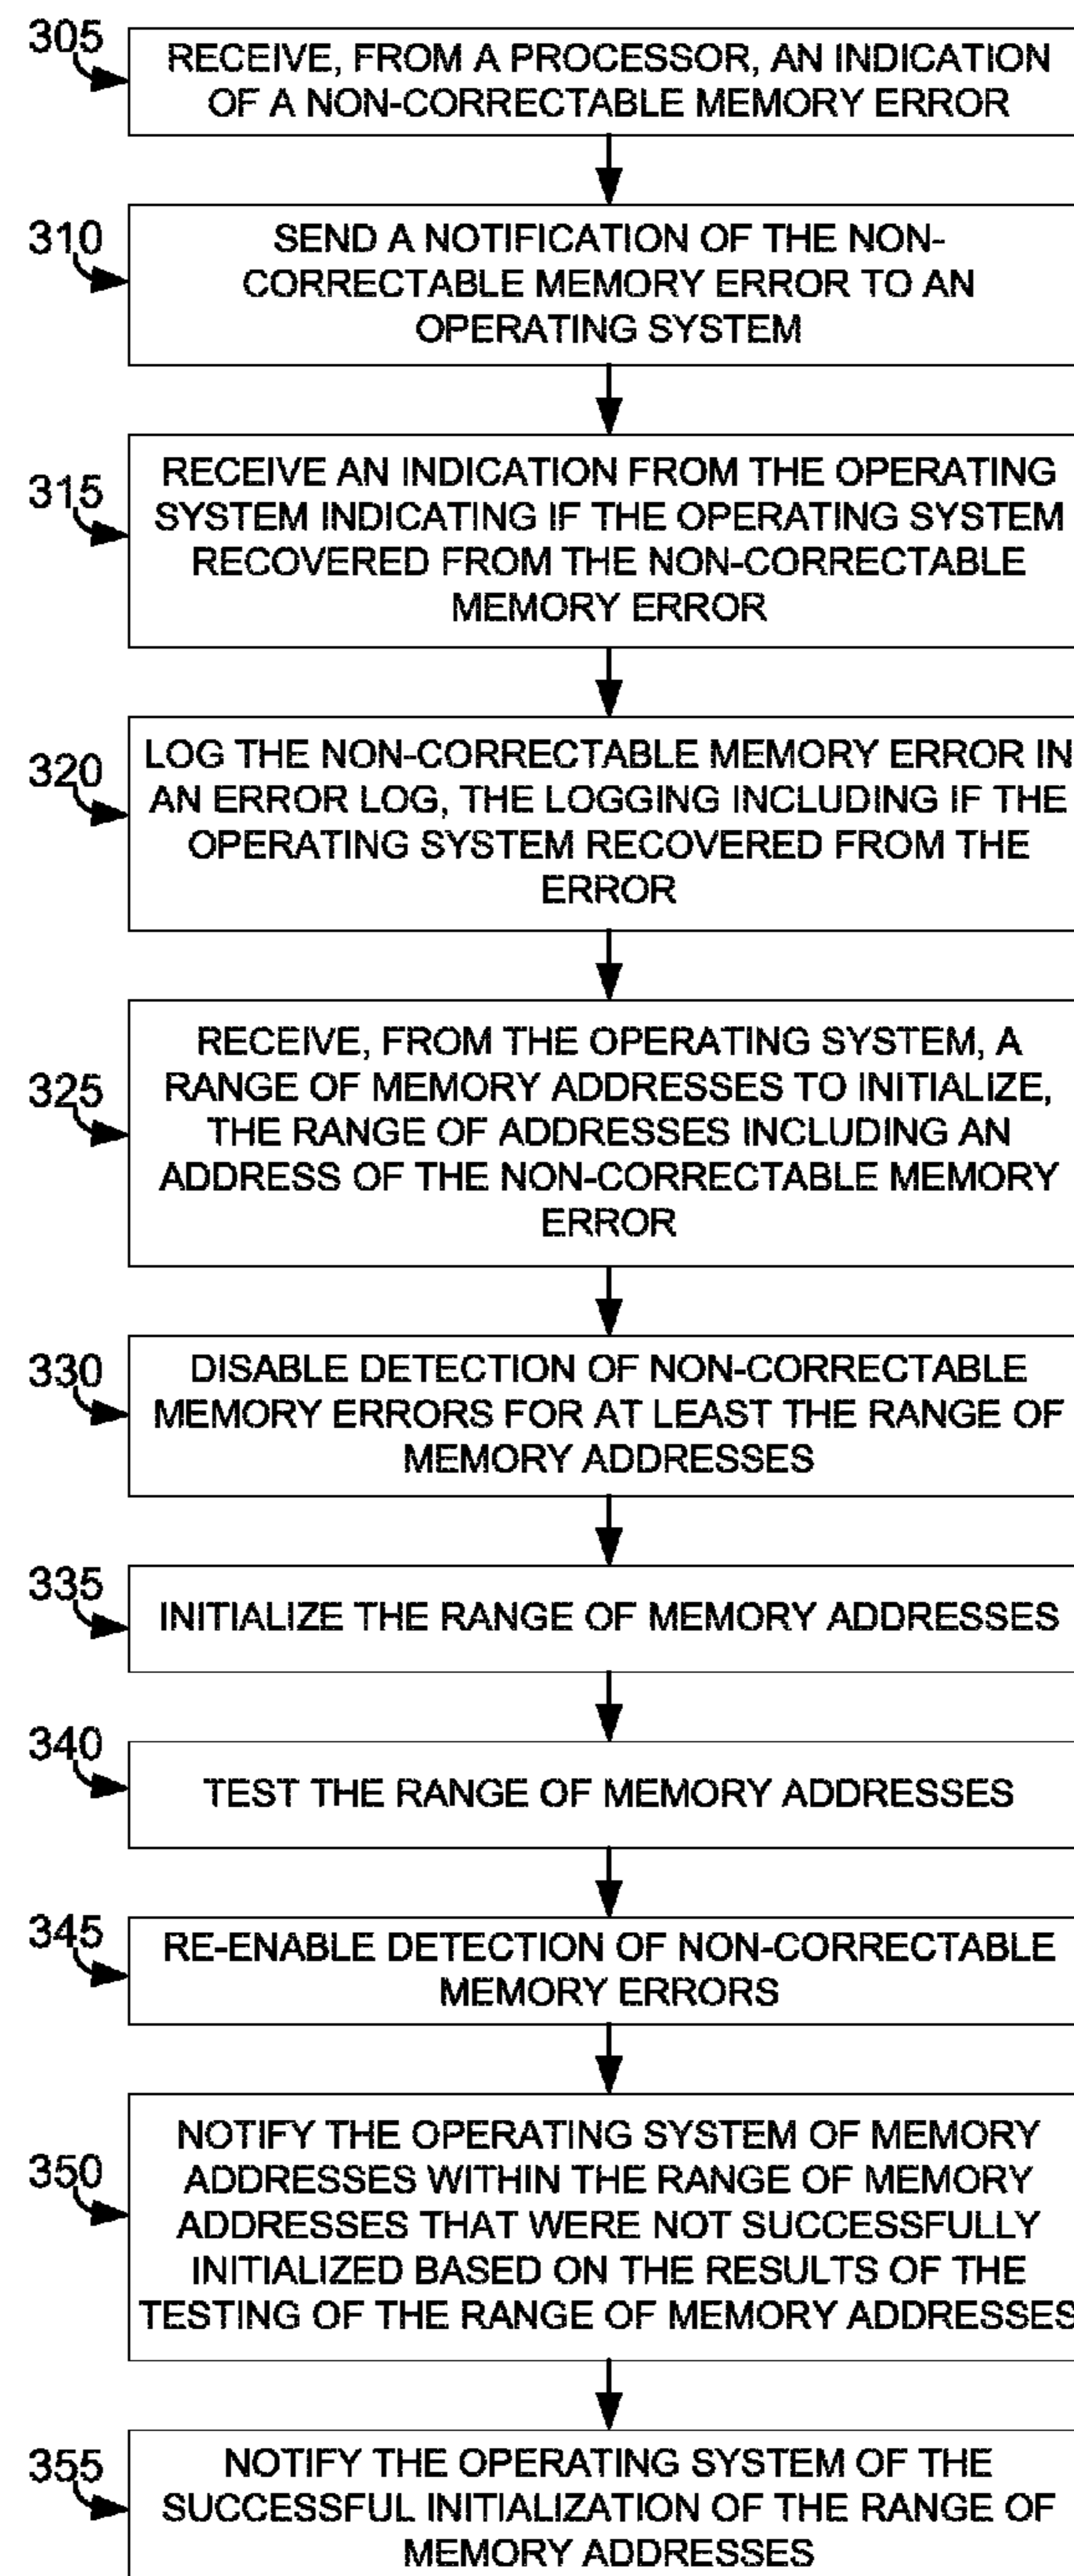 305
RECEIVE, FROM A PROCESSOR, AN INDICATION
OF A NON-CORRECTABLE MEMORY ERROR
310
SEND A NOTIFICATION OF THE NON-
CORRECTABLE MEMORY ERROR TO AN
OPERATING SYSTEM
315
RECEIVE AN INDICATION FROM THE OPERATING
SYSTEM INDICATING IF THE OPERATING SYSTEM
RECOVERED FROM THE NON-CORRECTABLE
MEMORY ERROR
320
LOG THE NON-CORRECTABLE MEMORY ERROR IN
AN ERROR LOG, THE LOGGING INCLUDING IF THE
OPERATING SYSTEM RECOVERED FROM THE
ERROR
325
RECEIVE, FROM THE OPERATING SYSTEM, A
RANGE OF MEMORY ADDRESSES TO INITIALIZE,
THE RANGE OF ADDRESSES INCLUDING AN
ADDRESS OF THE NON-CORRECTABLE MEMORY
ERROR
330
DISABLE DETECTION OF NON-CORRECTABLE
MEMORY ERRORS FOR AT LEAST THE RANGE OF
MEMORY ADDRESSES
335
INITIALIZE THE RANGE OF MEMORY ADDRESSES
340
TEST THE RANGE OF MEMORY ADDRESSES
345
RE-ENABLE DETECTION OF NON-CORRECTABLE
MEMORY ERRORS
350
NOTIFY THE OPERATING SYSTEM OF MEMORY
ADDRESSES WITHIN THE RANGE OF MEMORY
ADDRESSES THAT WERE NOT SUCCESSFULLY
INITIALIZED BASED ON THE RESULTS OF THE
TESTING OF THE RANGE OF MEMORY ADDRESSES
355
NOTIFY THE OPERATING SYSTEM OF THE
SUCCESSFUL INITIALIZATION OF THE RANGE OF
MEMORY ADDRESSES